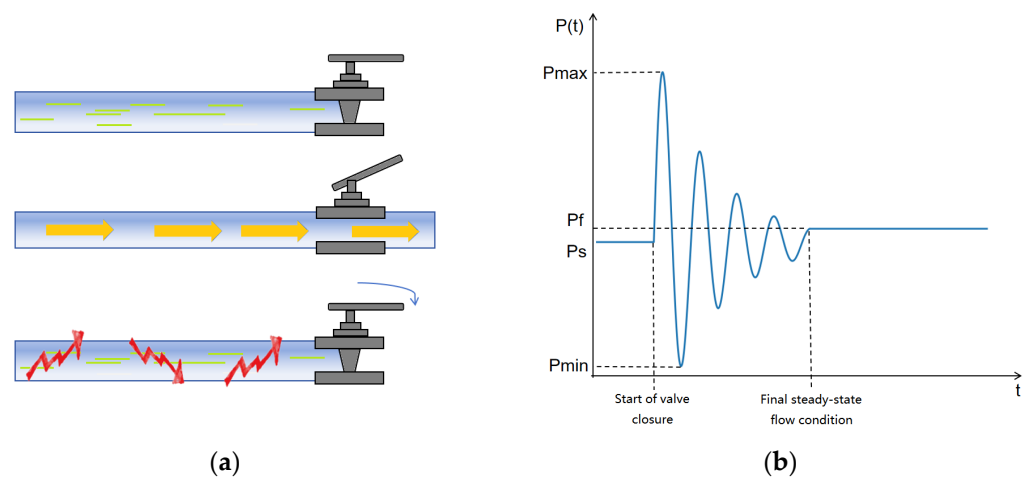 P(t)
Pmax
Pf
Ps
Pmin
t
Start of valve
closure
Final steady-state
flow condition
(a)
(b)